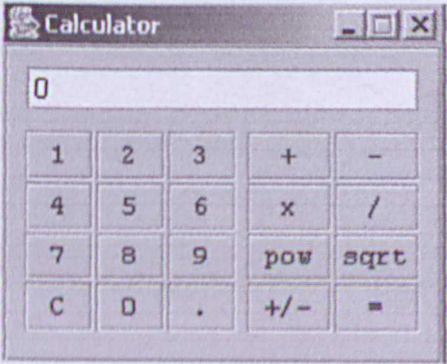 Calculator
0
1 2 3 + -
4 5 6 x /
7 8 9 pow sqrt
C 0 . +/- =